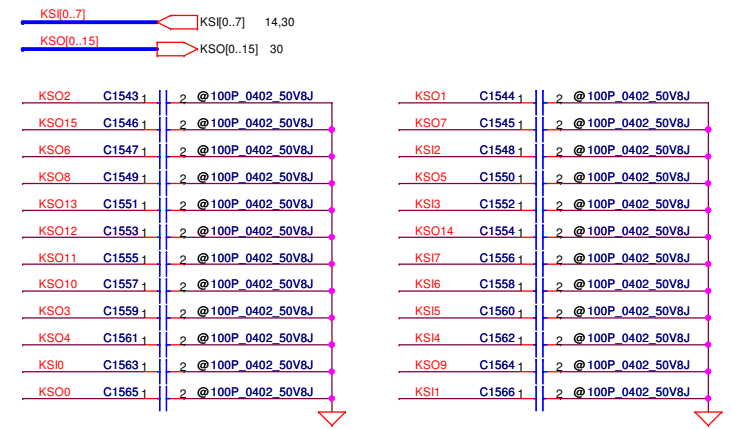 KSI[0..7] KSI[0..7] 14,30
KSO[0..15] KSO[0..15] 30
KSO2 C1543 1 2 @100P_0402_50V8J KSO1 C1544 1 2 @100P_0402_50V8J
KSO15 C1546 1 2 @100P_0402_50V8J KSO7 C1545 1 2 @100P_0402_50V8J
KSO6 C1547 1 2 @100P_0402_50V8J KSI2 C1548 1 2 @100P_0402_50V8J
KSO8 C1549 1 2 @100P_0402_50V8J KSO5 C1550 1 2 @100P_0402_50V8J
KSO13 C1551 1 2 @100P_0402_50V8J KSI3 C1552 1 2 @100P_0402_50V8J
KSO12 C1553 1 2 @100P_0402_50V8J KSO14 C1554 1 2 @100P_0402_50V8J
KSO11 C1555 1 2 @100P_0402_50V8J KSI7 C1556 1 2 @100P_0402_50V8J
KSO10 C1557 1 2 @100P_0402_50V8J KSI6 C1558 1 2 @100P_0402_50V8J
KSO3 C1559 1 2 @100P_0402_50V8J KSI5 C1560 1 2 @100P_0402_50V8J
KSO4 C1561 1 2 @100P_0402_50V8J KSI4 C1562 1 2 @100P_0402_50V8J
KSI0 C1563 1 2 @100P_0402_50V8J KSO9 C1564 1 2 @100P_0402_50V8J
KSO0 C1565 1 2 @100P_0402_50V8J KSI1 C1566 1 2 @100P_0402_50V8J